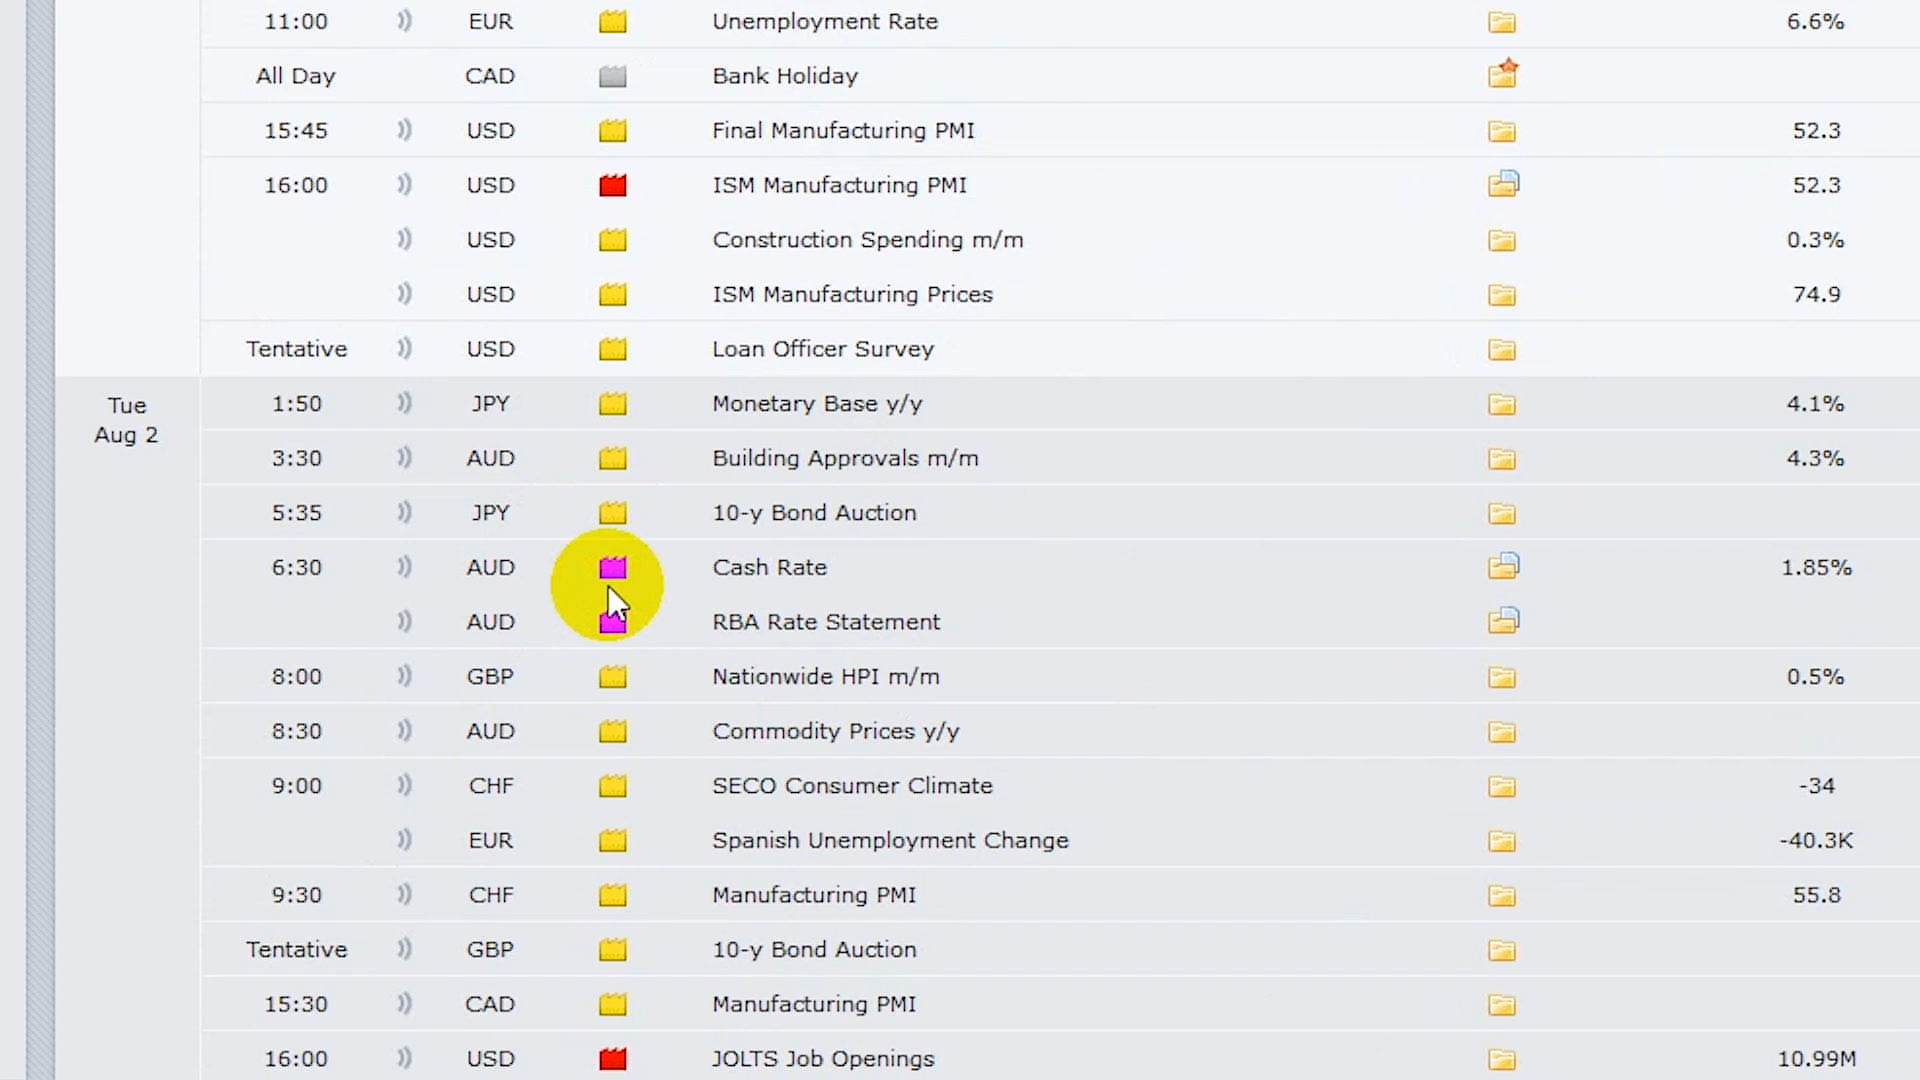 11:00 EUR Unemployment Rate 6.6%
All Day CAD Bank Holiday
15:45 USD Final Manufacturing PMI 52.3
16:00 USD ISM Manufacturing PMI 52.3
USD Construction Spending m/m 0.3%
USD ISM Manufacturing Prices 74.9
Tentative USD Loan Officer Survey
Tue Aug 2
1:50 JPY Monetary Base y/y 4.1%
3:30 AUD Building Approvals m/m 4.3%
5:35 JPY 10-y Bond Auction
6:30 AUD Cash Rate 1.85%
AUD RBA Rate Statement
8:00 GBP Nationwide HPI m/m 0.5%
8:30 AUD Commodity Prices y/y
9:00 CHF SECO Consumer Climate -34
EUR Spanish Unemployment Change -40.3K
9:30 CHF Manufacturing PMI 55.8
Tentative GBP 10-y Bond Auction
15:30 CAD Manufacturing PMI
16:00 USD JOLTS Job Openings 10.99M